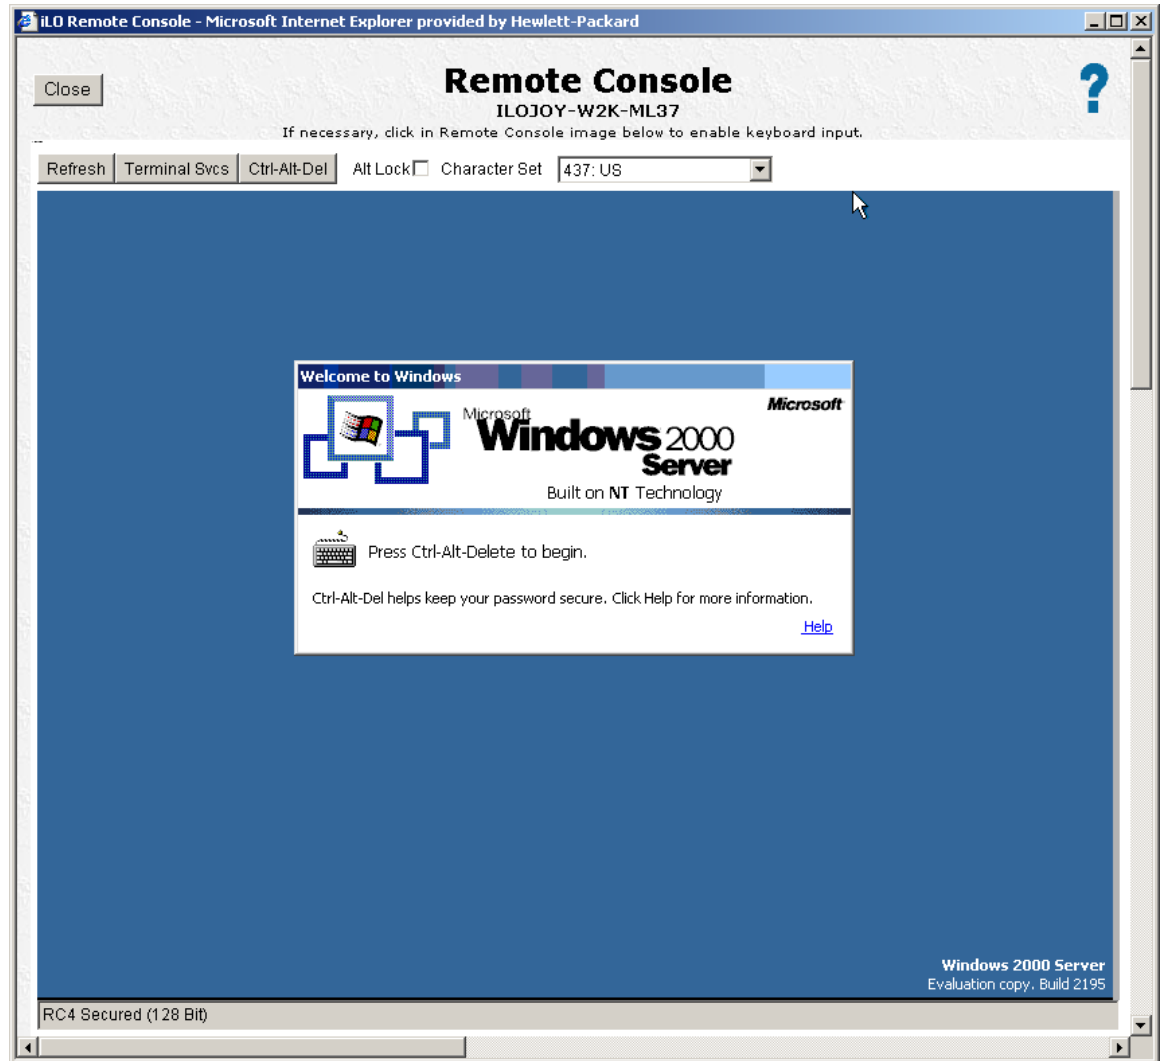 iLO Remote Console - Microsoft Internet Explorer provided by Hewlett-Packard
Close
Remote Console
?
ILOJOY-W2K-ML37
If necessary, click in Remote Console image below to enable keyboard input.
Refresh Terminal Svcs Ctrl-Alt-Del Alt Lock Character Set 437: US
Welcome to Windows
Microsoft
Microsoft
Windows 2000
Server
Built on NT Technology
Press Ctrl-Alt-Delete to begin.
Ctrl-Alt-Del helps keep your password secure. Click Help for more information.
Help
Windows 2000 Server
Evaluation copy. Build 2195
RC4 Secured (128 Bit)